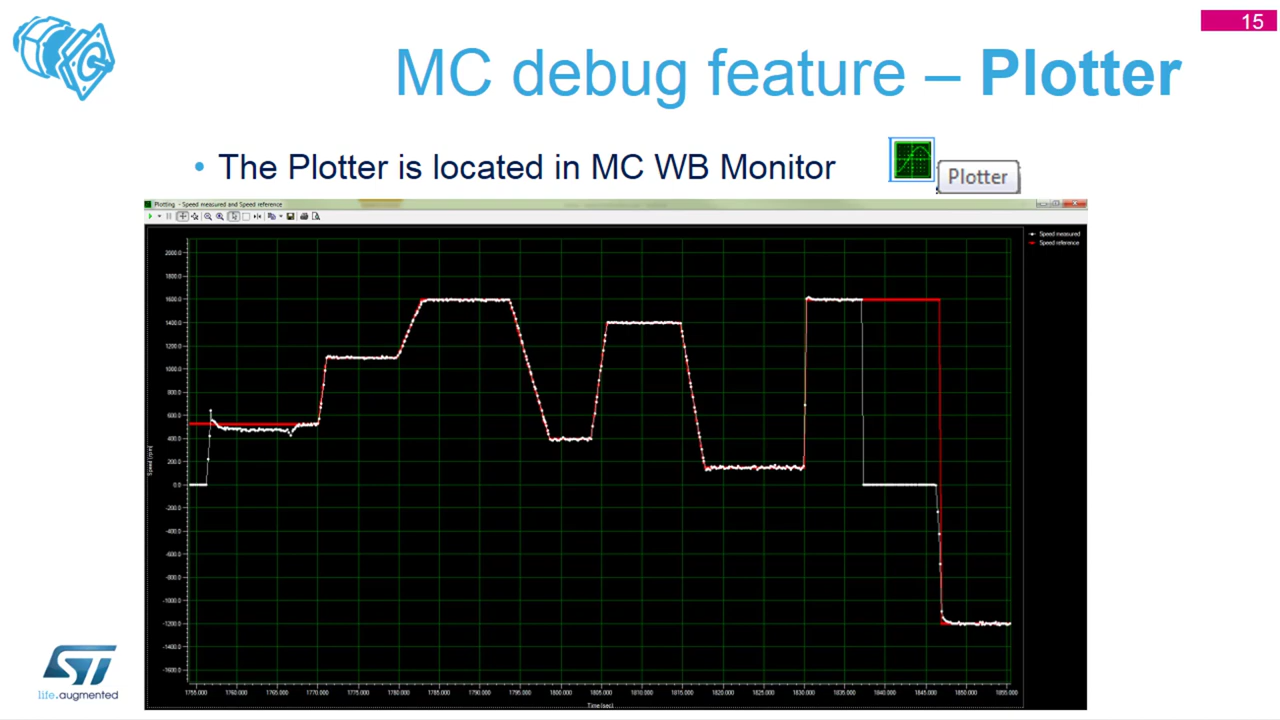 15
MC debug feature – Plotter
• The Plotter is located in MC WB Monitor
Plotter
Plotting - Speed measured and Speed reference
Speed measured
Speed reference
2000.0
1800.0
1600.0
1400.0
1200.0
1000.0
800.0
600.0
400.0
200.0
0.0
-200.0
-400.0
-600.0
-800.0
-1000.0
-1200.0
-1400.0
-1600.0
Speed (rpm)
1755.000 1760.000 1765.000 1770.000 1775.000 1780.000 1785.000 1790.000 1795.000 1800.000 1805.000 1810.000 1815.000 1820.000 1825.000 1830.000 1835.000 1840.000 1845.000 1850.000 1855.000
Time (sec)
ST
life.augmented